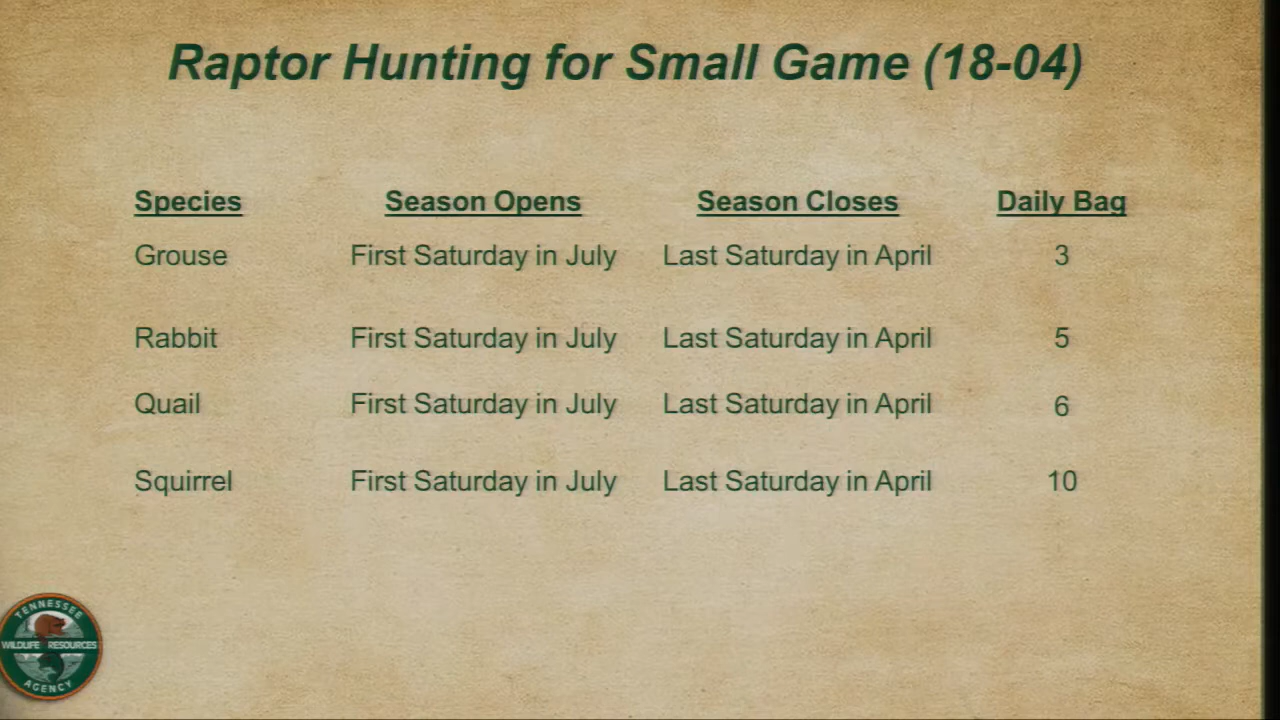 Raptor Hunting for Small Game (18-04)
Species Season Opens Season Closes Daily Bag
Grouse First Saturday in July Last Saturday in April 3
Rabbit First Saturday in July Last Saturday in April 5
Quail First Saturday in July Last Saturday in April 6
Squirrel First Saturday in July Last Saturday in April 10
TENNESSEE
WILDLIFE RESOURCES
AGENCY